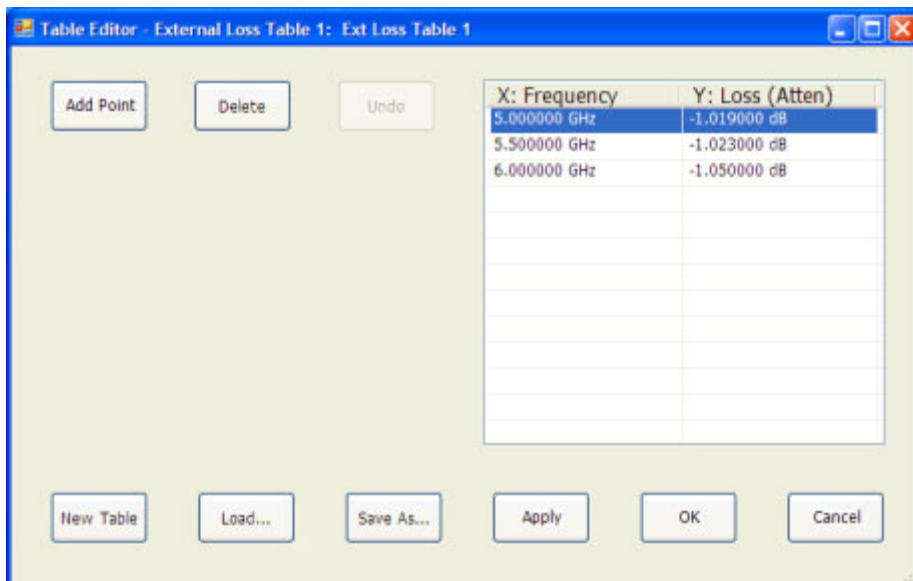 Table Editor - External Loss Table 1: Ext Loss Table 1
Add Point Delete Undo
X: Frequency Y: Loss (Atten)
5.000000 GHz -1.019000 dB
5.500000 GHz -1.023000 dB
6.000000 GHz -1.050000 dB
New Table Load... Save As... Apply OK Cancel